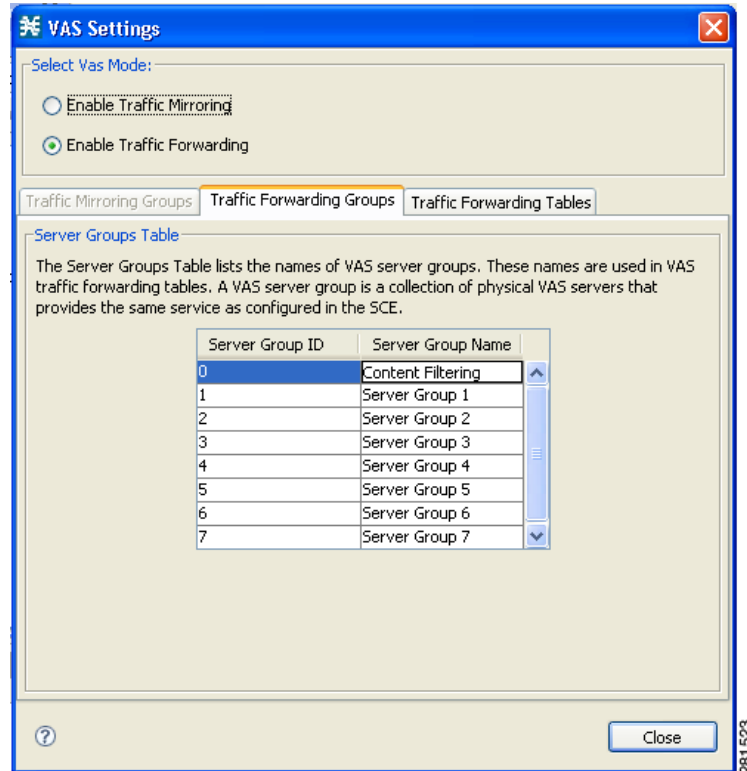 VAS Settings
Select Vas Mode:
Enable Traffic Mirroring
Enable Traffic Forwarding
Traffic Mirroring Groups Traffic Forwarding Groups Traffic Forwarding Tables
Server Groups Table
The Server Groups Table lists the names of VAS server groups. These names are used in VAS
traffic forwarding tables. A VAS server group is a collection of physical VAS servers that
provides the same service as configured in the SCE.
Server Group ID Server Group Name
0 Content Filtering
1 Server Group 1
2 Server Group 2
3 Server Group 3
4 Server Group 4
5 Server Group 5
6 Server Group 6
7 Server Group 7
? Close
281523